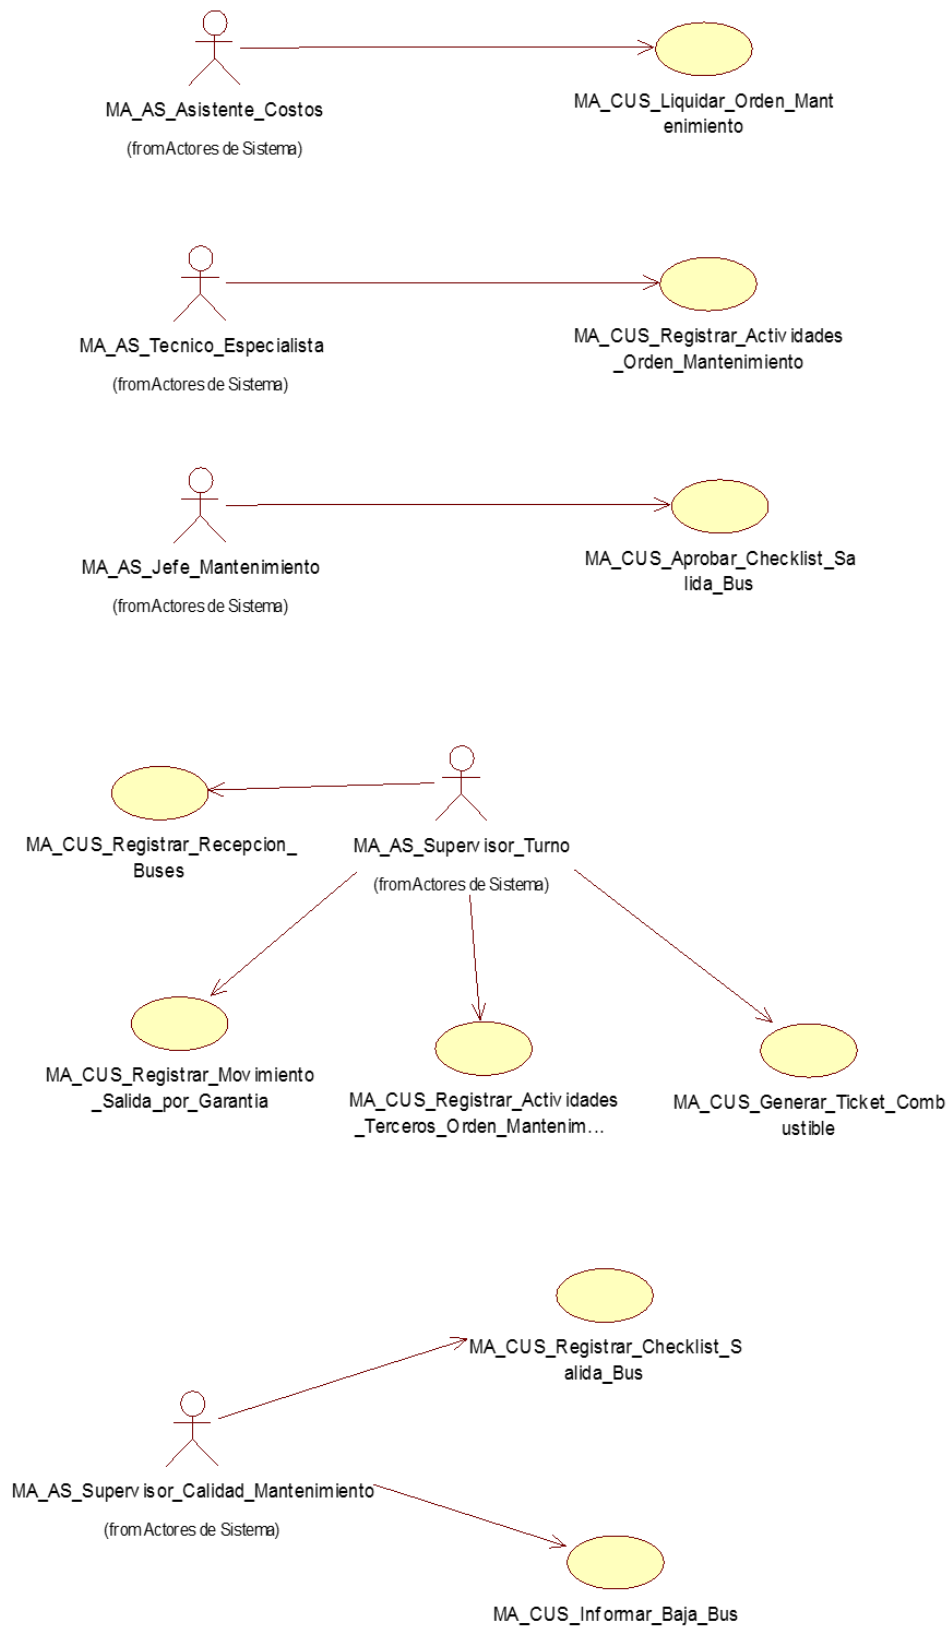 MA_AS_Asistente_Costos
(from Actores de Sistema)
MA_CUS_Liquidar_Orden_Mant
enimiento
MA_AS_Tecnico_Especialista
(from Actores de Sistema)
MA_CUS_Registrar_Actividades
_Orden_Mantenimiento
MA_AS_Jefe_Mantenimiento
(from Actores de Sistema)
MA_CUS_Aprobar_Checklist_Sa
lida_Bus
MA_CUS_Registrar_Recepcion_
Buses
MA_AS_Supervisor_Turno
(from Actores de Sistema)
MA_CUS_Registrar_Movimiento
_Salida_por_Garantia
MA_CUS_Registrar_Actividades
_Terceros_Orden_Mantenim...
MA_CUS_Generar_Ticket_Comb
ustible
MA_CUS_Registrar_Checklist_S
alida_Bus
MA_AS_Supervisor_Calidad_Mantenimiento
(from Actores de Sistema)
MA_CUS_Informar_Baja_Bus